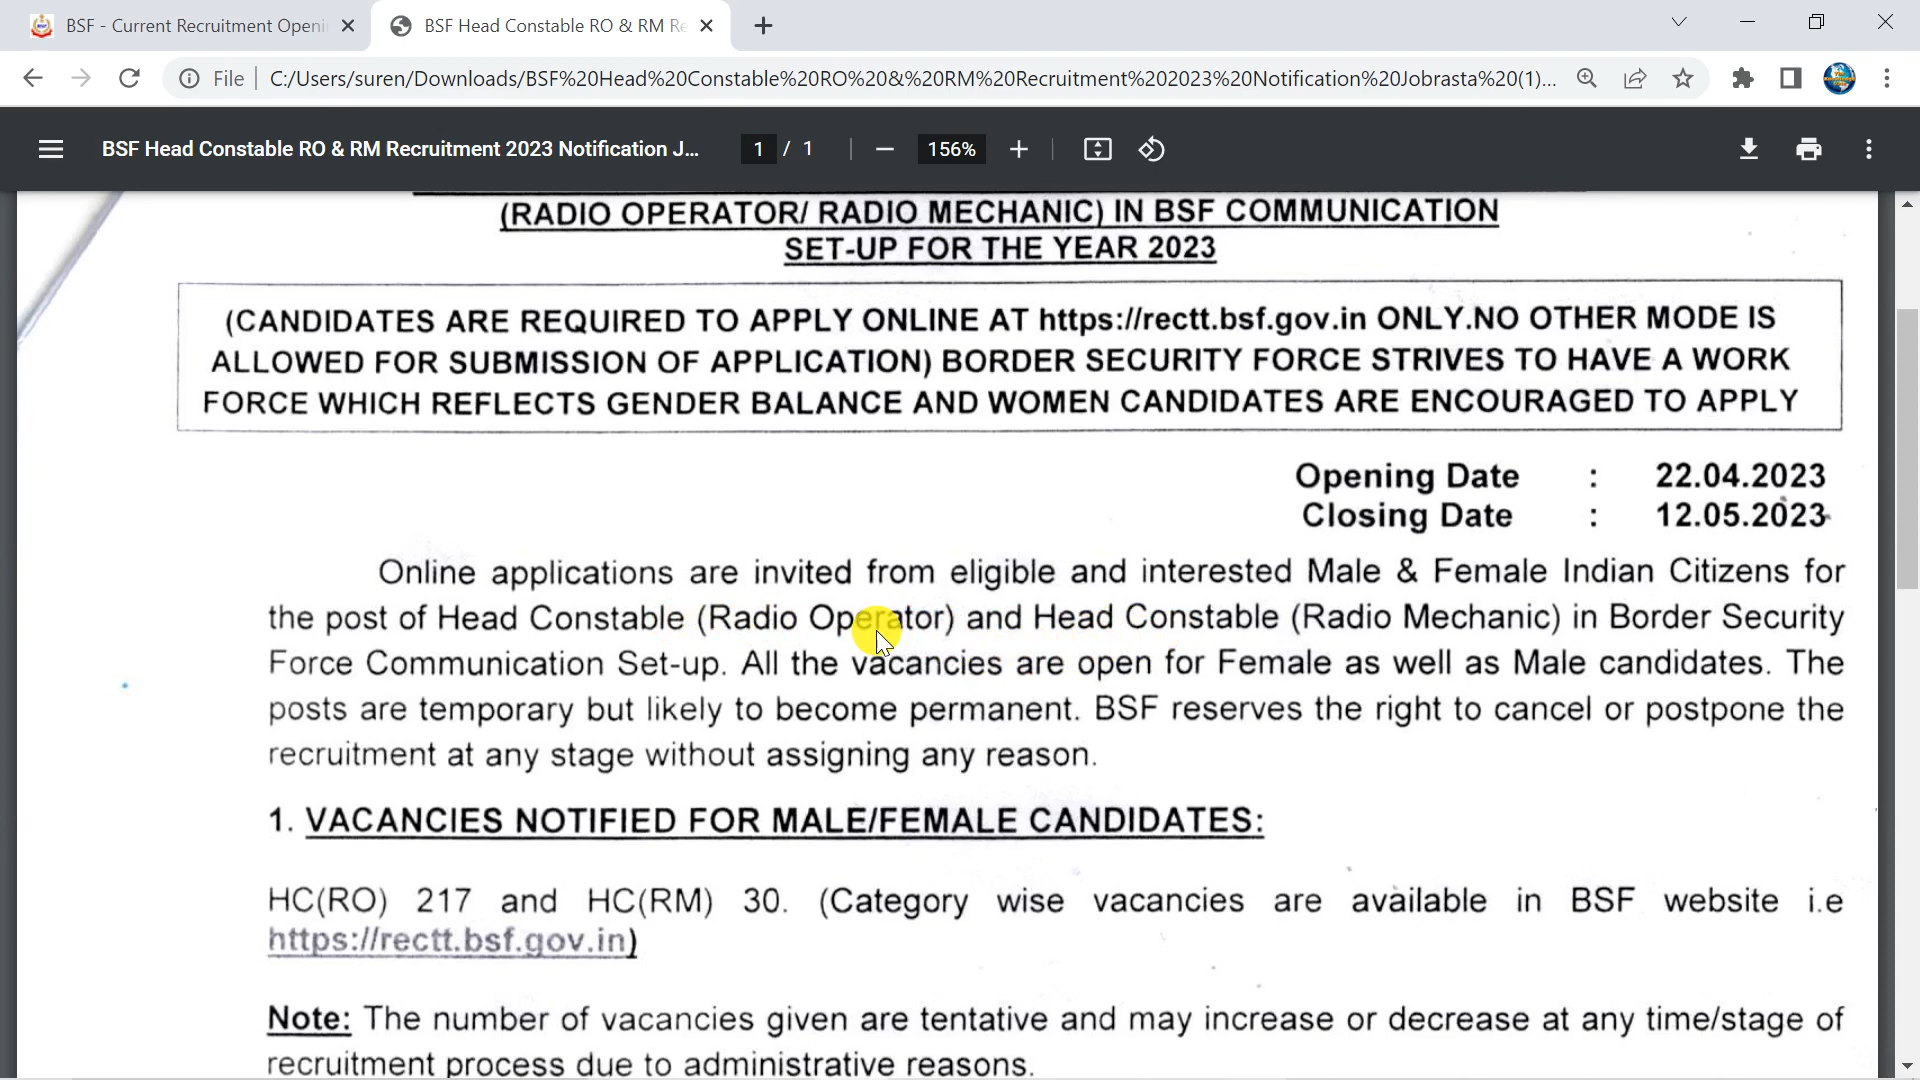 BSF - Current Recruitment Openi
BSF Head Constable RO & RM Re
File
C:/Users/suren/Downloads/BSF%20Head%20Constable%20RO%20&%20RM%20Recruitment%202023%20Notification%20Jobrasta%20(1)...
BSF Head Constable RO & RM Recruitment 2023 Notification J...
1 / 1
156%
(RADIO OPERATOR/ RADIO MECHANIC) IN BSF COMMUNICATION
SET-UP FOR THE YEAR 2023
(CANDIDATES ARE REQUIRED TO APPLY ONLINE AT https://rectt.bsf.gov.in ONLY.NO OTHER MODE IS
ALLOWED FOR SUBMISSION OF APPLICATION) BORDER SECURITY FORCE STRIVES TO HAVE A WORK
FORCE WHICH REFLECTS GENDER BALANCE AND WOMEN CANDIDATES ARE ENCOURAGED TO APPLY
Opening Date : 22.04.2023
Closing Date : 12.05.2023
Online applications are invited from eligible and interested Male & Female Indian Citizens for
the post of Head Constable (Radio Operator) and Head Constable (Radio Mechanic) in Border Security
Force Communication Set-up. All the vacancies are open for Female as well as Male candidates. The
posts are temporary but likely to become permanent. BSF reserves the right to cancel or postpone the
recruitment at any stage without assigning any reason.
1. VACANCIES NOTIFIED FOR MALE/FEMALE CANDIDATES:
HC(RO) 217 and HC(RM) 30. (Category wise vacancies are available in BSF website i.e
https://rectt.bsf.gov.in)
Note: The number of vacancies given are tentative and may increase or decrease at any time/stage of
recruitment process due to administrative reasons.